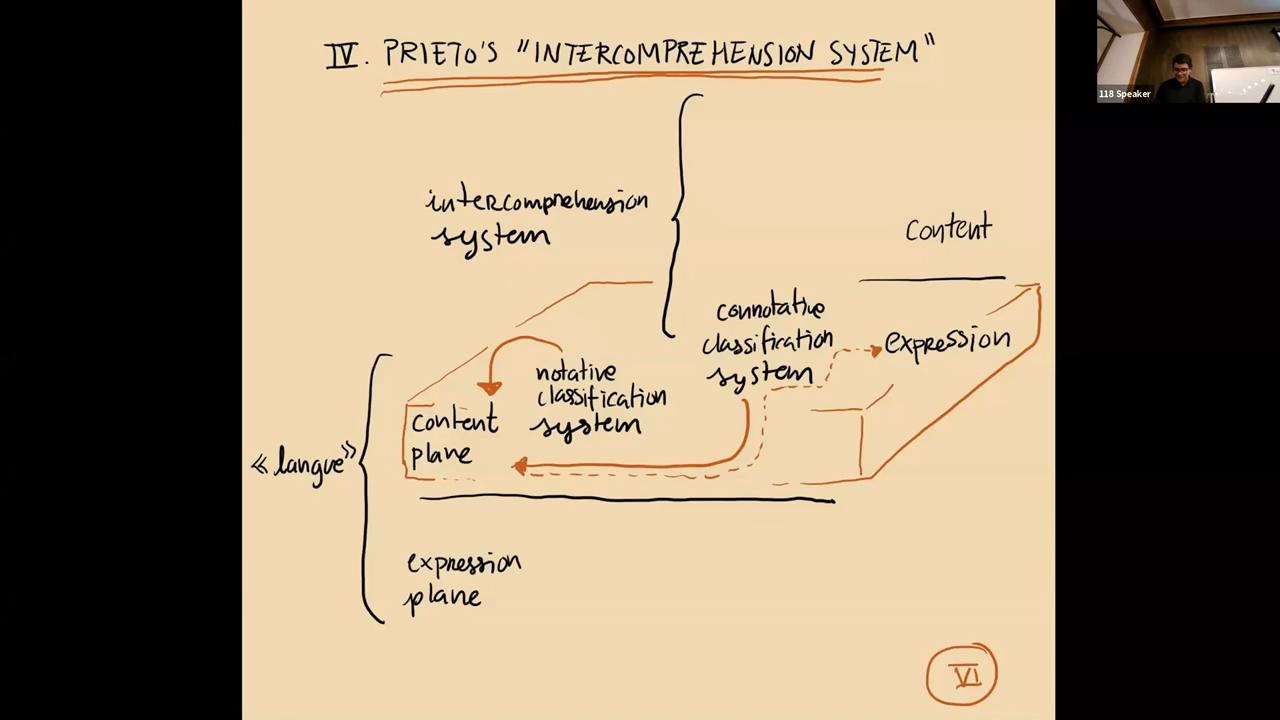 IV. PRIETO'S "INTERCOMPREHENSION SYSTEM"
118 Speaker
intercomprehension
system
content
connotative
classification
system
expression
notative
classification
system
content
plane
« langue »
expression
plane
VI